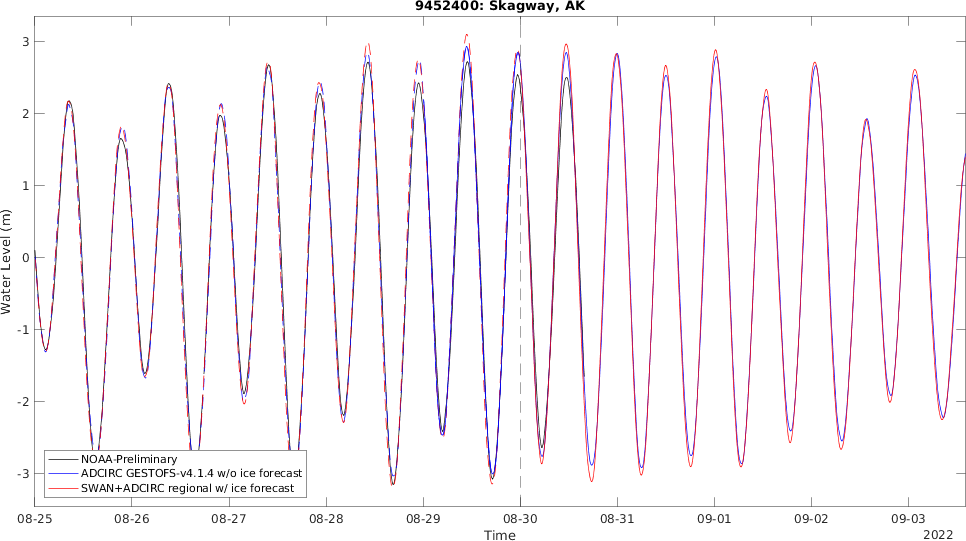 9452400: Skagway, AK
3
2
1
0
-1
-2
-3
Water Level (m)
NOAA-Preliminary
ADCIRC GESTOFS-v4.1.4 w/o ice forecast
SWAN+ADCIRC regional w/ ice forecast
08-25 08-26 08-27 08-28 08-29 08-30 08-31 09-01 09-02 09-03
Time
2022